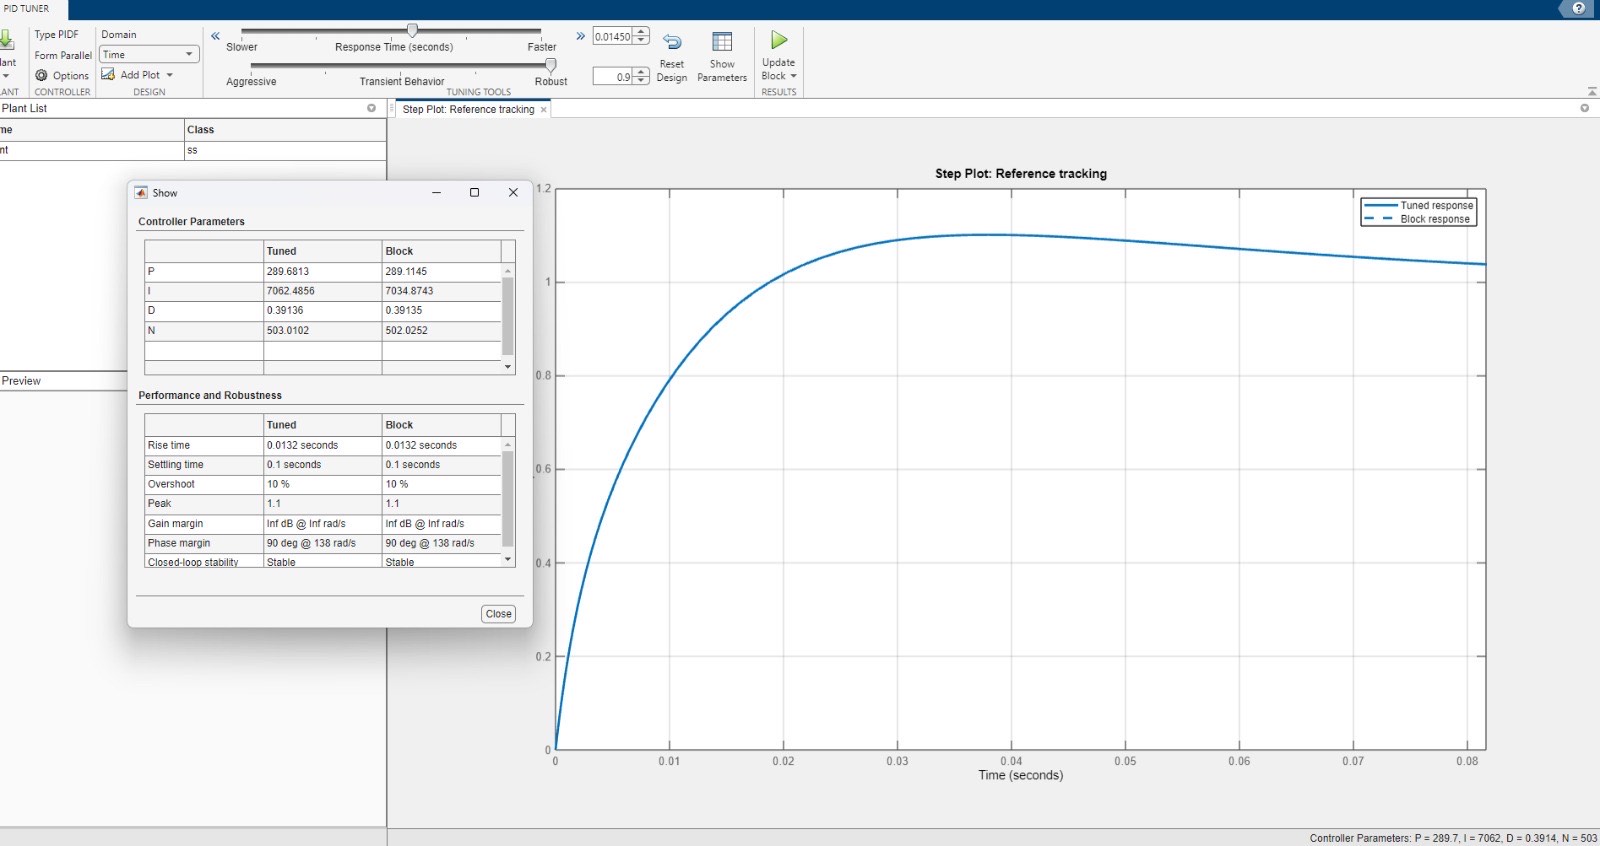 PID TUNER
?
Type PIDF
Domain
Slower
Response Time (seconds)
Faster
0.01450
Form Parallel
Time
Options
Add Plot
Aggressive
Transient Behavior
Robust
0.9
Reset
Design
Show
Parameters
Update
Block
CONTROLLER
DESIGN
TUNING TOOLS
RESULTS
Plant List
Class
ss
Preview
Step Plot: Reference tracking
Show
Controller Parameters
Tuned Block
P 289.6813 289.1145
I 7062.4856 7034.8743
D 0.39136 0.39135
N 503.0102 502.0252
Performance and Robustness
Tuned Block
Rise time 0.0132 seconds 0.0132 seconds
Settling time 0.1 seconds 0.1 seconds
Overshoot 10 % 10 %
Peak 1.1 1.1
Gain margin Inf dB @ Inf rad/s Inf dB @ Inf rad/s
Phase margin 90 deg @ 138 rad/s 90 deg @ 138 rad/s
Closed-loop stability Stable Stable
Close
Step Plot: Reference tracking
Tuned response
Block response
1.2
1
0.8
0.6
0.4
0.2
0
0 0.01 0.02 0.03 0.04 0.05 0.06 0.07 0.08
Time (seconds)
Controller Parameters: P = 289.7, I = 7062, D = 0.3914, N = 503